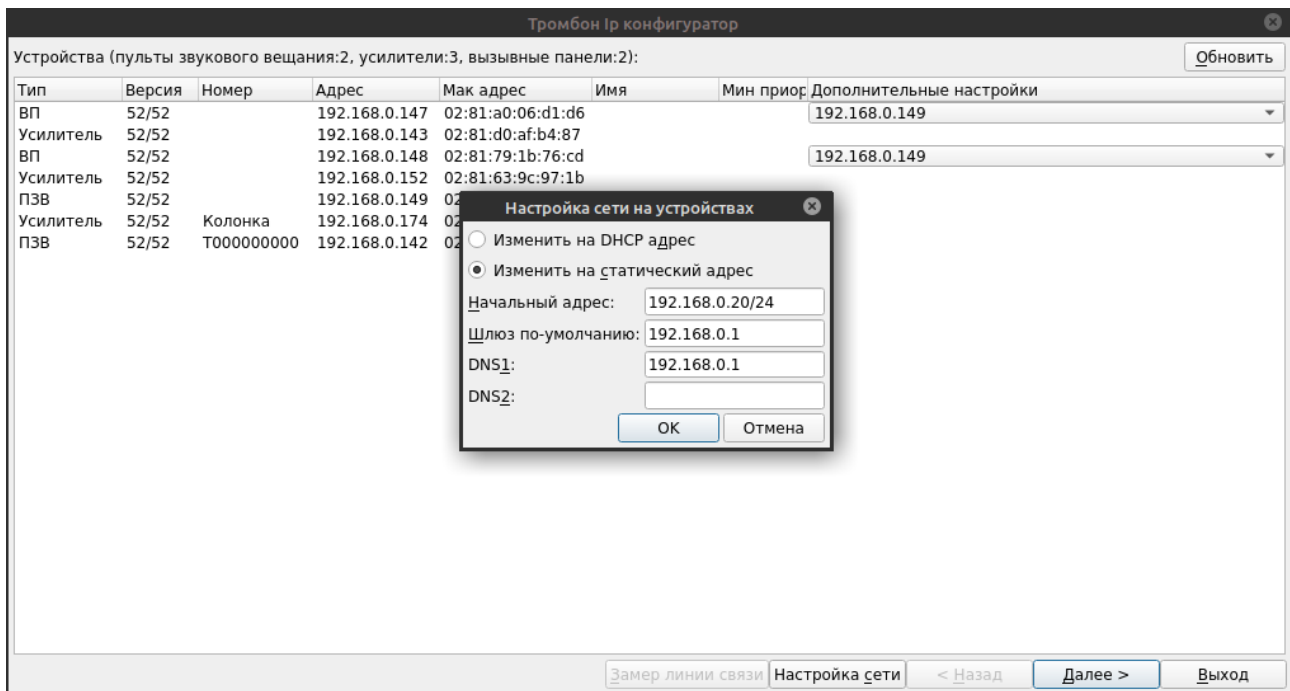 Тромбон Ip конфигуратор
Устройства (пульты звукового вещания:2, усилители:3, вызывные панели:2):
Обновить
Тип Версия Номер Адрес Мак адрес Имя Мин приор Дополнительные настройки
ВП 52/52 192.168.0.147 02:81:a0:06:d1:d6 192.168.0.149
Усилитель 52/52 192.168.0.143 02:81:d0:af:b4:87
ВП 52/52 192.168.0.148 02:81:79:1b:76:cd 192.168.0.149
Усилитель 52/52 192.168.0.152 02:81:63:9c:97:1b
ПЗВ 52/52 192.168.0.149 02
Усилитель 52/52 Колонка 192.168.0.174 02
ПЗВ 52/52 T000000000 192.168.0.142 02
Настройка сети на устройствах
Изменить на DHCP адрес
Изменить на статический адрес
Начальный адрес: 192.168.0.20/24
Шлюз по-умолчанию: 192.168.0.1
DNS1: 192.168.0.1
DNS2:
OK Отмена
Замер линии связи Настройка сети < Назад Далее > Выход